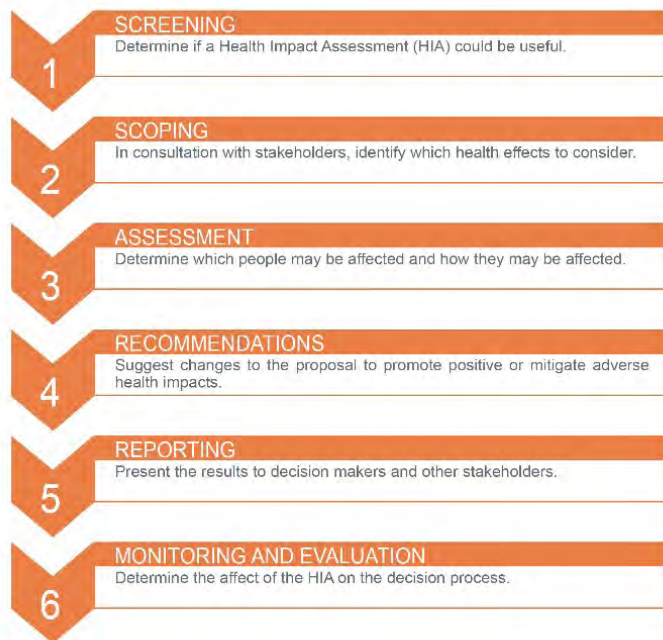 1
SCREENING
Determine if a Health Impact Assessment (HIA) could be useful.
2
SCOPING
In consultation with stakeholders, identify which health effects to consider.
3
ASSESSMENT
Determine which people may be affected and how they may be affected.
4
RECOMMENDATIONS
Suggest changes to the proposal to promote positive or mitigate adverse
health impacts.
5
REPORTING
Present the results to decision makers and other stakeholders.
6
MONITORING AND EVALUATION
Determine the affect of the HIA on the decision process.